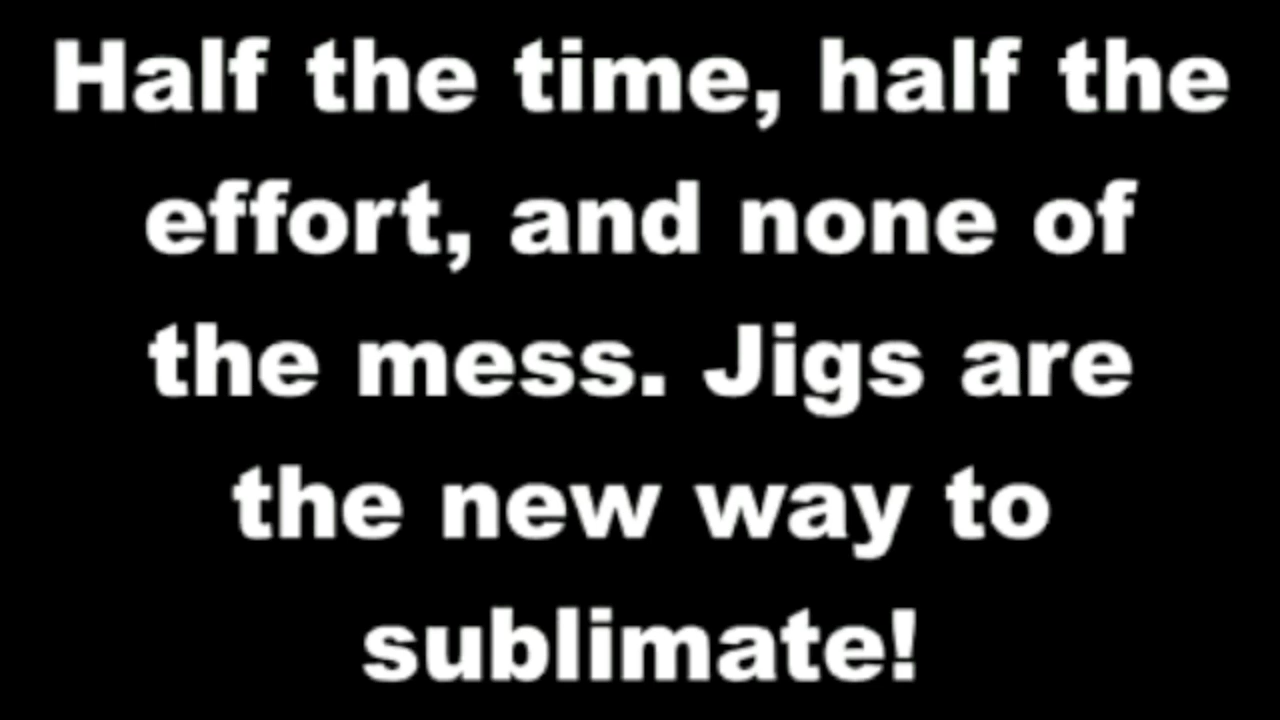 Half the time, half the
effort, and none of
the mess. Jigs are
the new way to
sublimate!